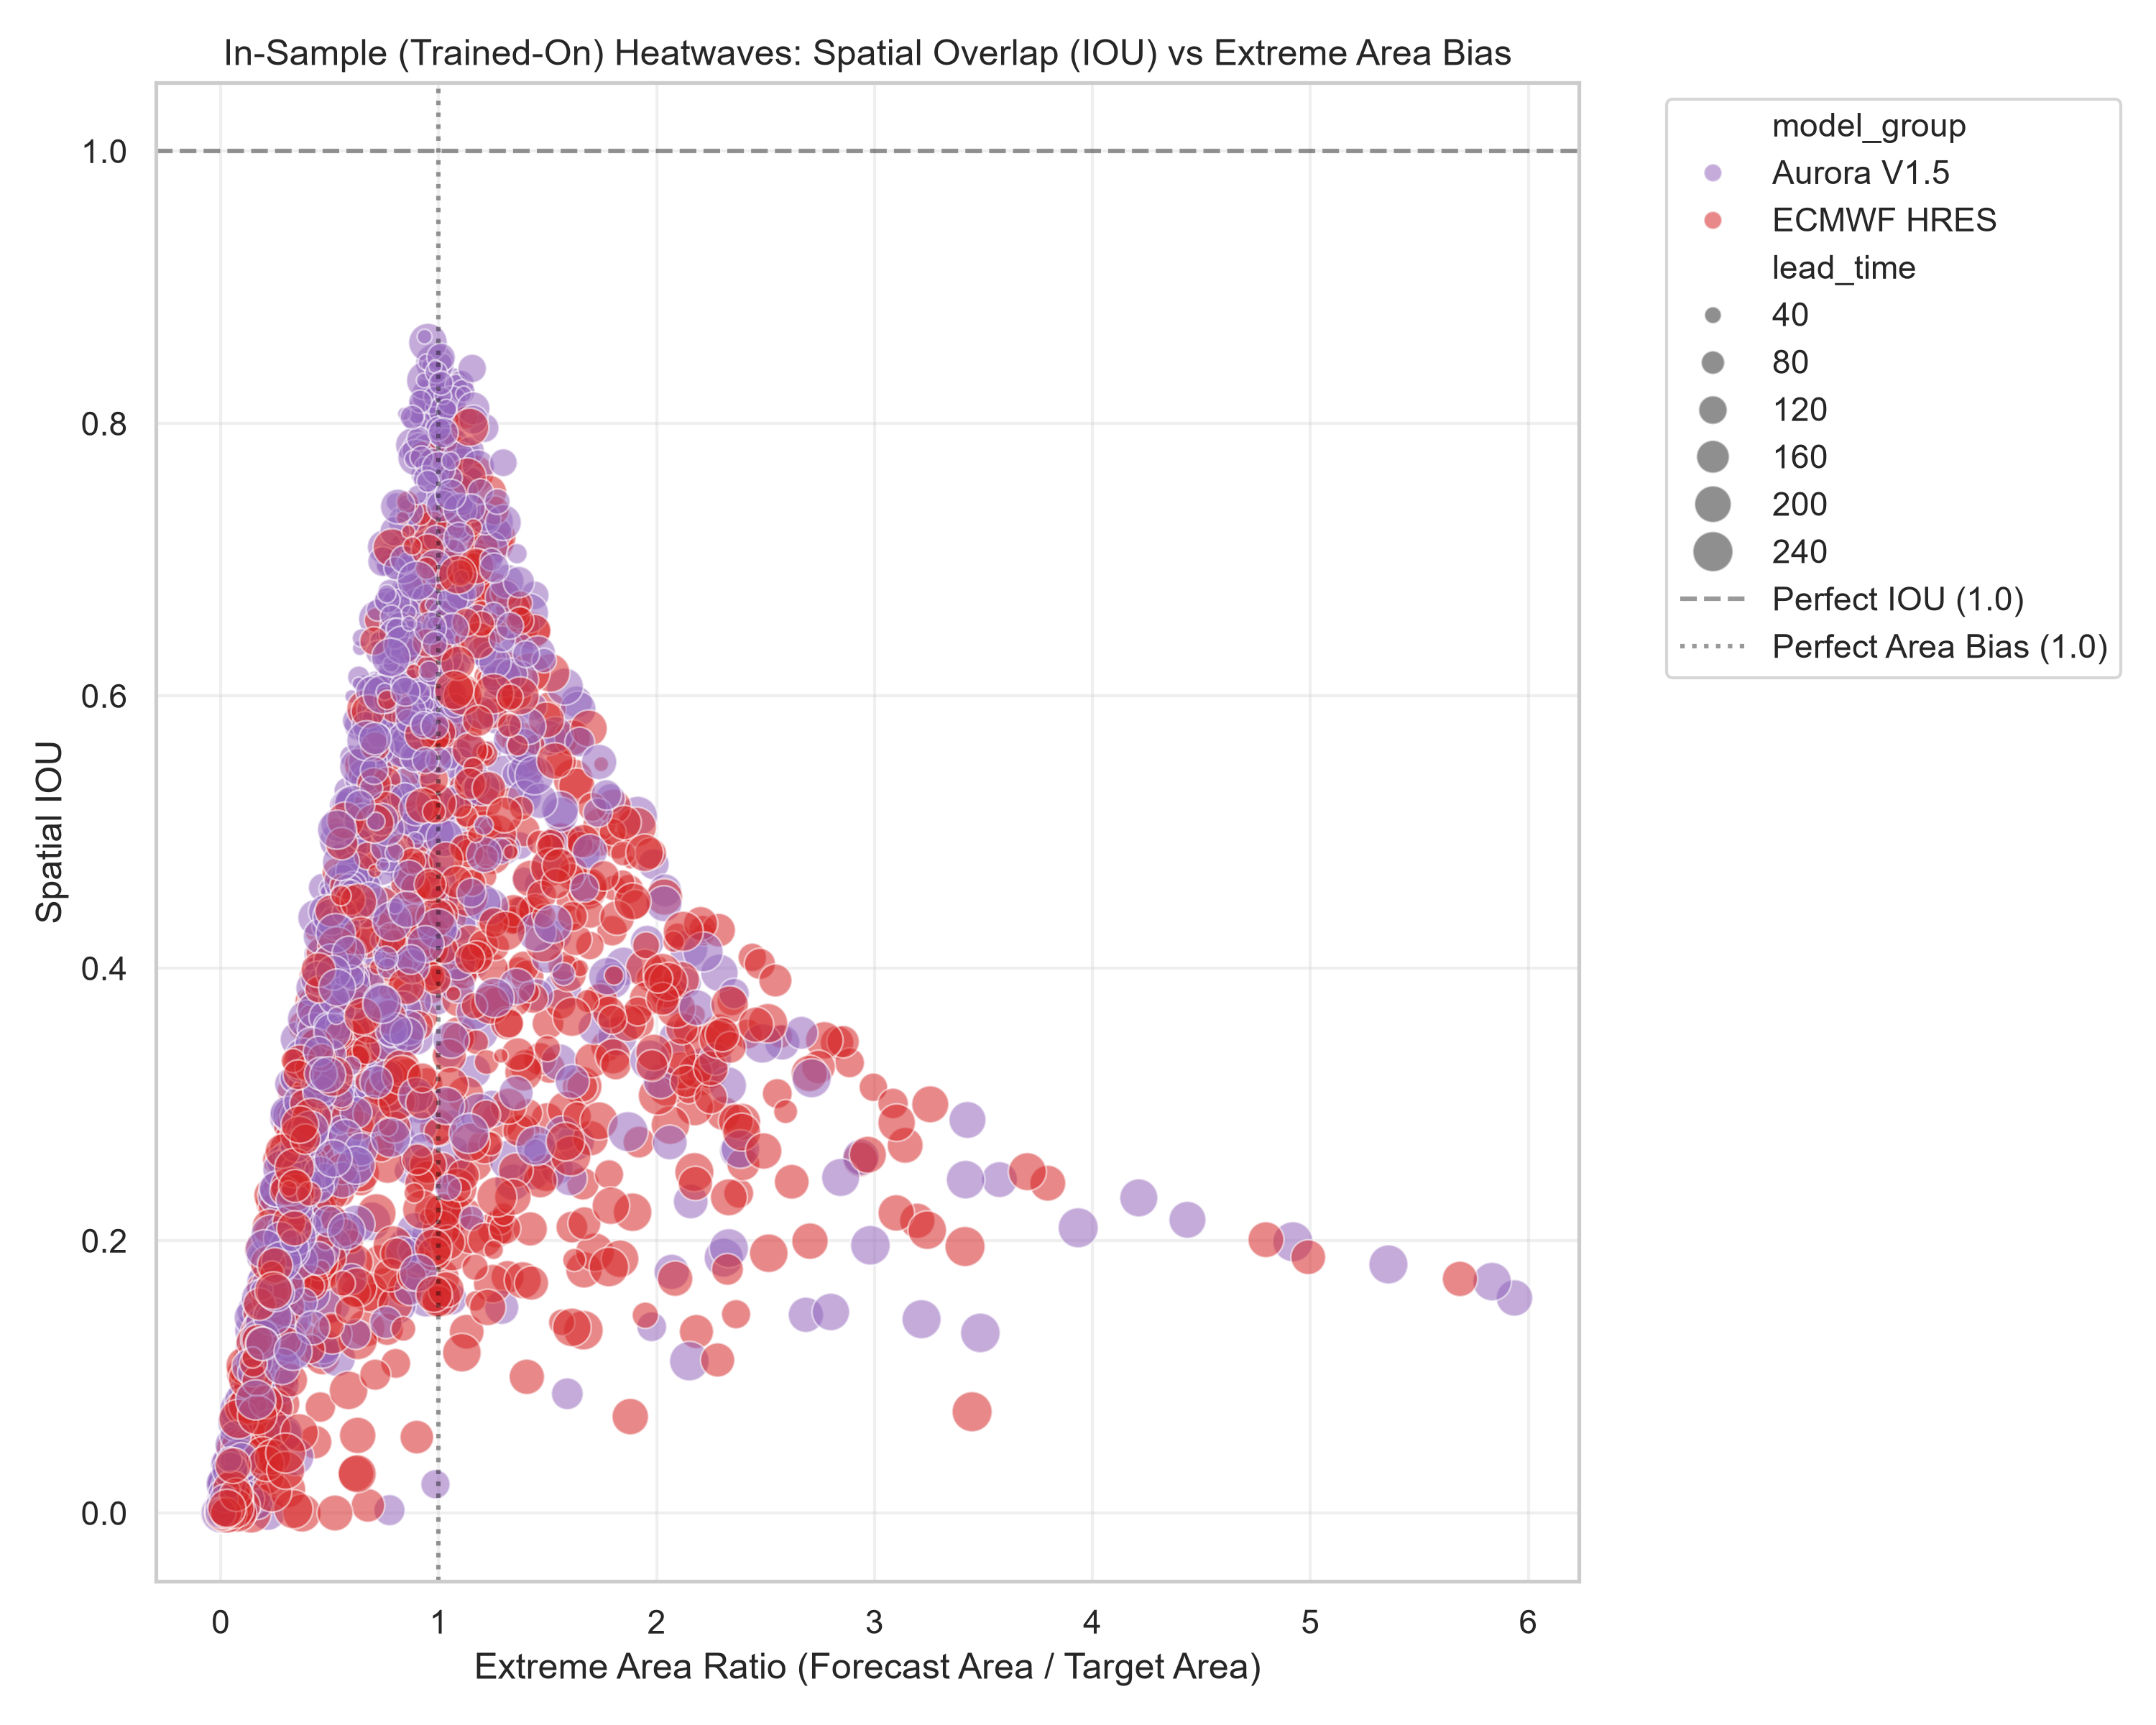 In-Sample (Trained-On) Heatwaves: Spatial Overlap (IOU) vs Extreme Area Bias
model_group
Aurora V1.5
ECMWF HRES
lead_time
40
80
120
160
200
240
Perfect IOU (1.0)
Perfect Area Bias (1.0)
Spatial IOU
1.0
0.8
0.6
0.4
0.2
0.0
0 1 2 3 4 5 6
Extreme Area Ratio (Forecast Area / Target Area)